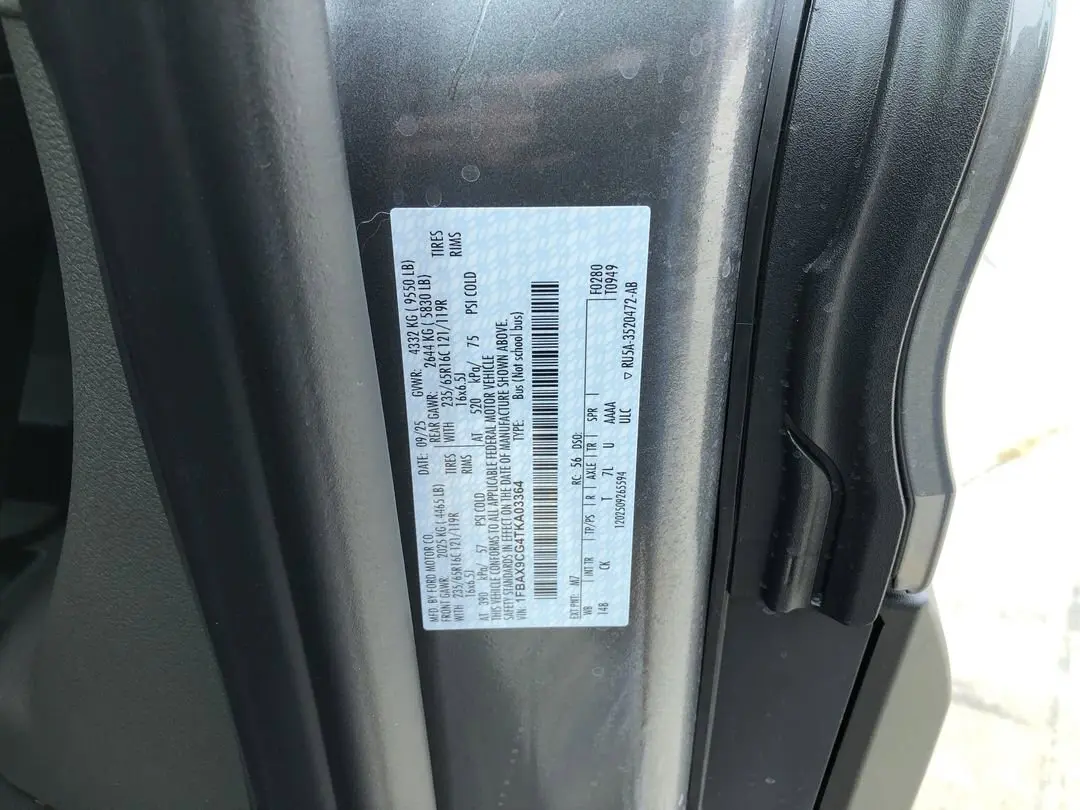 MFD. BY FORD MOTOR CO. DATE: 09/25 GVWR: 4332 KG ( 9550 LB)
FRONT GAWR: 2025 KG ( 4465 LB) REAR GAWR: 2644 KG ( 5830 LB)
WITH 235/65R16C 121/119R TIRES WITH 235/65R16C 121/119R TIRES
16x6.5J RIMS 16x6.5J RIMS
AT 390 kPa/ 57 PSI COLD AT 520 kPa/ 75 PSI COLD
THIS VEHICLE CONFORMS TO ALL APPLICABLE FEDERAL MOTOR VEHICLE
SAFETY STANDARDS IN EFFECT ON THE DATE OF MANUFACTURE SHOWN ABOVE.
VIN: 1FBAX9CG4TKA03364 TYPE: Bus (Not school bus)
EXT PNT: M7 RC: 56 DSO: F0280
WB INT TR TP/PS R AXLE TR SPR T0949
14B CK T 7L U AAAA
ULC
1202509265594 ▽ RU5A-3520472-AB